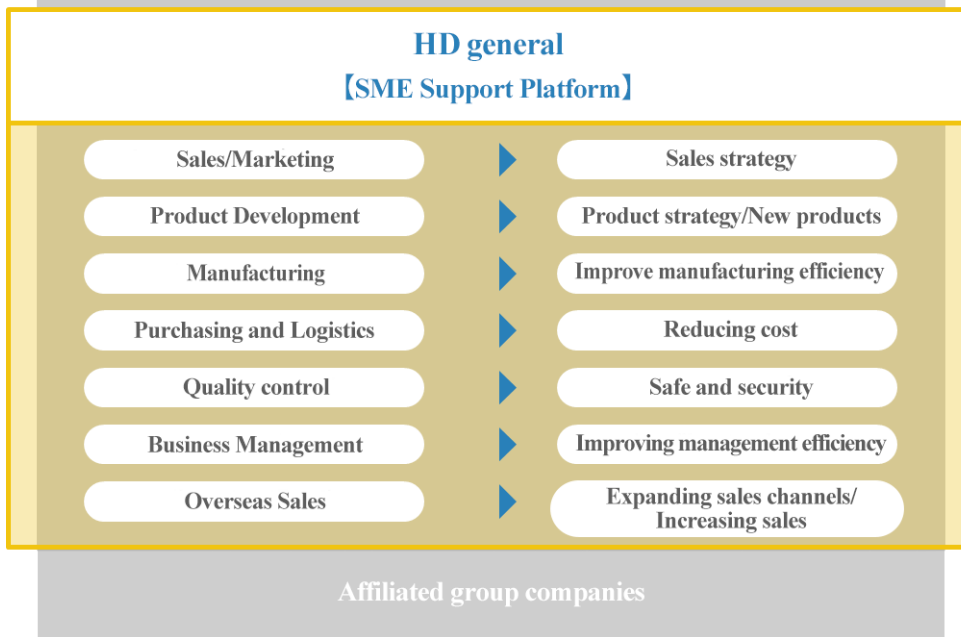 HD general
【SME Support Platform】
Sales/Marketing
Sales strategy
Product Development
Product strategy/New products
Manufacturing
Improve manufacturing efficiency
Purchasing and Logistics
Reducing cost
Quality control
Safe and security
Business Management
Improving management efficiency
Overseas Sales
Expanding sales channels/
Increasing sales
Affiliated group companies